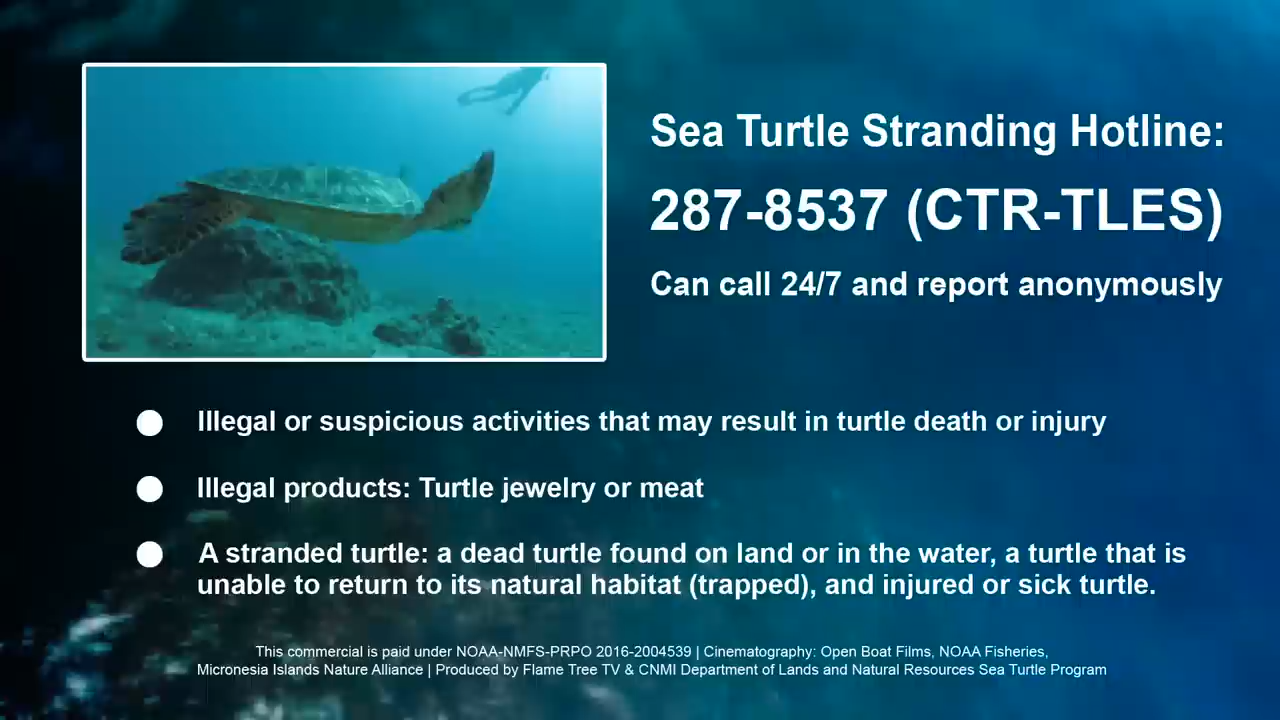 Sea Turtle Stranding Hotline:
287-8537 (CTR-TLES)
Can call 24/7 and report anonymously
Illegal or suspicious activities that may result in turtle death or injury
Illegal products: Turtle jewelry or meat
A stranded turtle: a dead turtle found on land or in the water, a turtle that is
unable to return to its natural habitat (trapped), and injured or sick turtle.
This commercial is paid under NOAA-NMFS-PRPO 2016-2004539 | Cinematography: Open Boat Films, NOAA Fisheries,
Micronesia Islands Nature Alliance | Produced by Flame Tree TV & CNMI Department of Lands and Natural Resources Sea Turtle Program